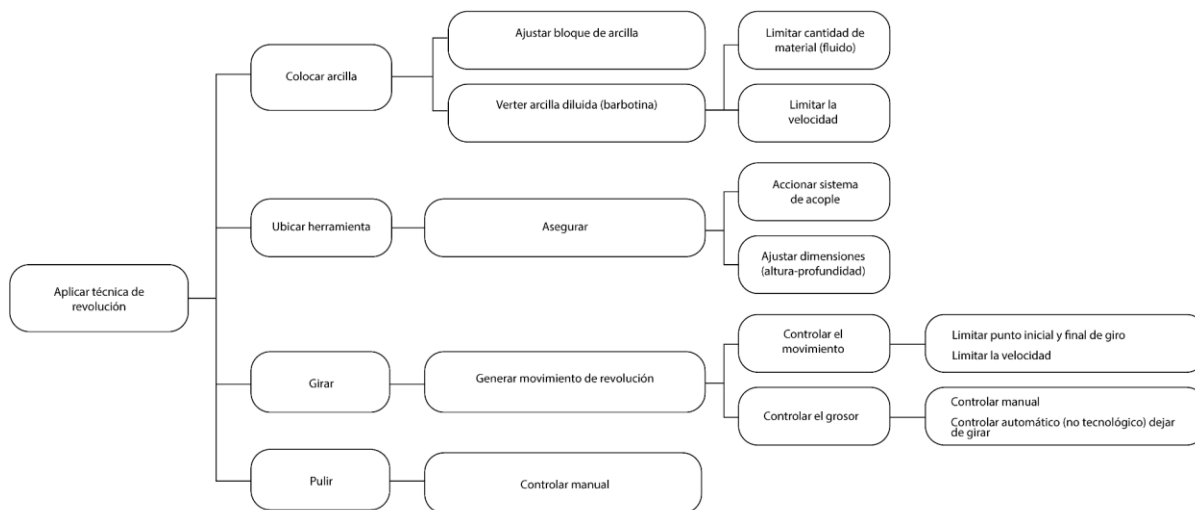 Aplicar técnica de
revolución
Colocar arcilla
Ajustar bloque de arcilla
Verter arcilla diluida (barbotina)
Limitar cantidad de
material (fluido)
Limitar la
velocidad
Ubicar herramienta
Asegurar
Accionar sistema
de acople
Ajustar dimensiones
(altura-profundidad)
Girar
Generar movimiento de revolución
Controlar el
movimiento
Limitar punto inicial y final de giro
Limitar la velocidad
Controlar el grosor
Controlar manual
Controlar automático (no tecnológico) dejar
de girar
Pulir
Controlar manual